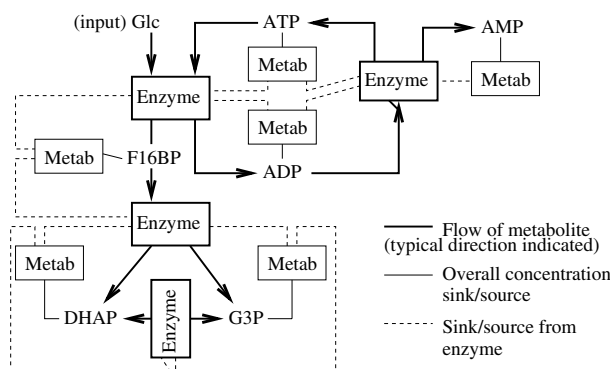 (input) Glc
ATP
AMP
Metab
Metab
Enzyme
Enzyme
Metab
Metab
F16BP
ADP
Enzyme
Flow of metabolite
(typical direction indicated)
Metab
Metab
Overall concentration
sink/source
DHAP
Enzyme
G3P
Sink/source from
enzyme